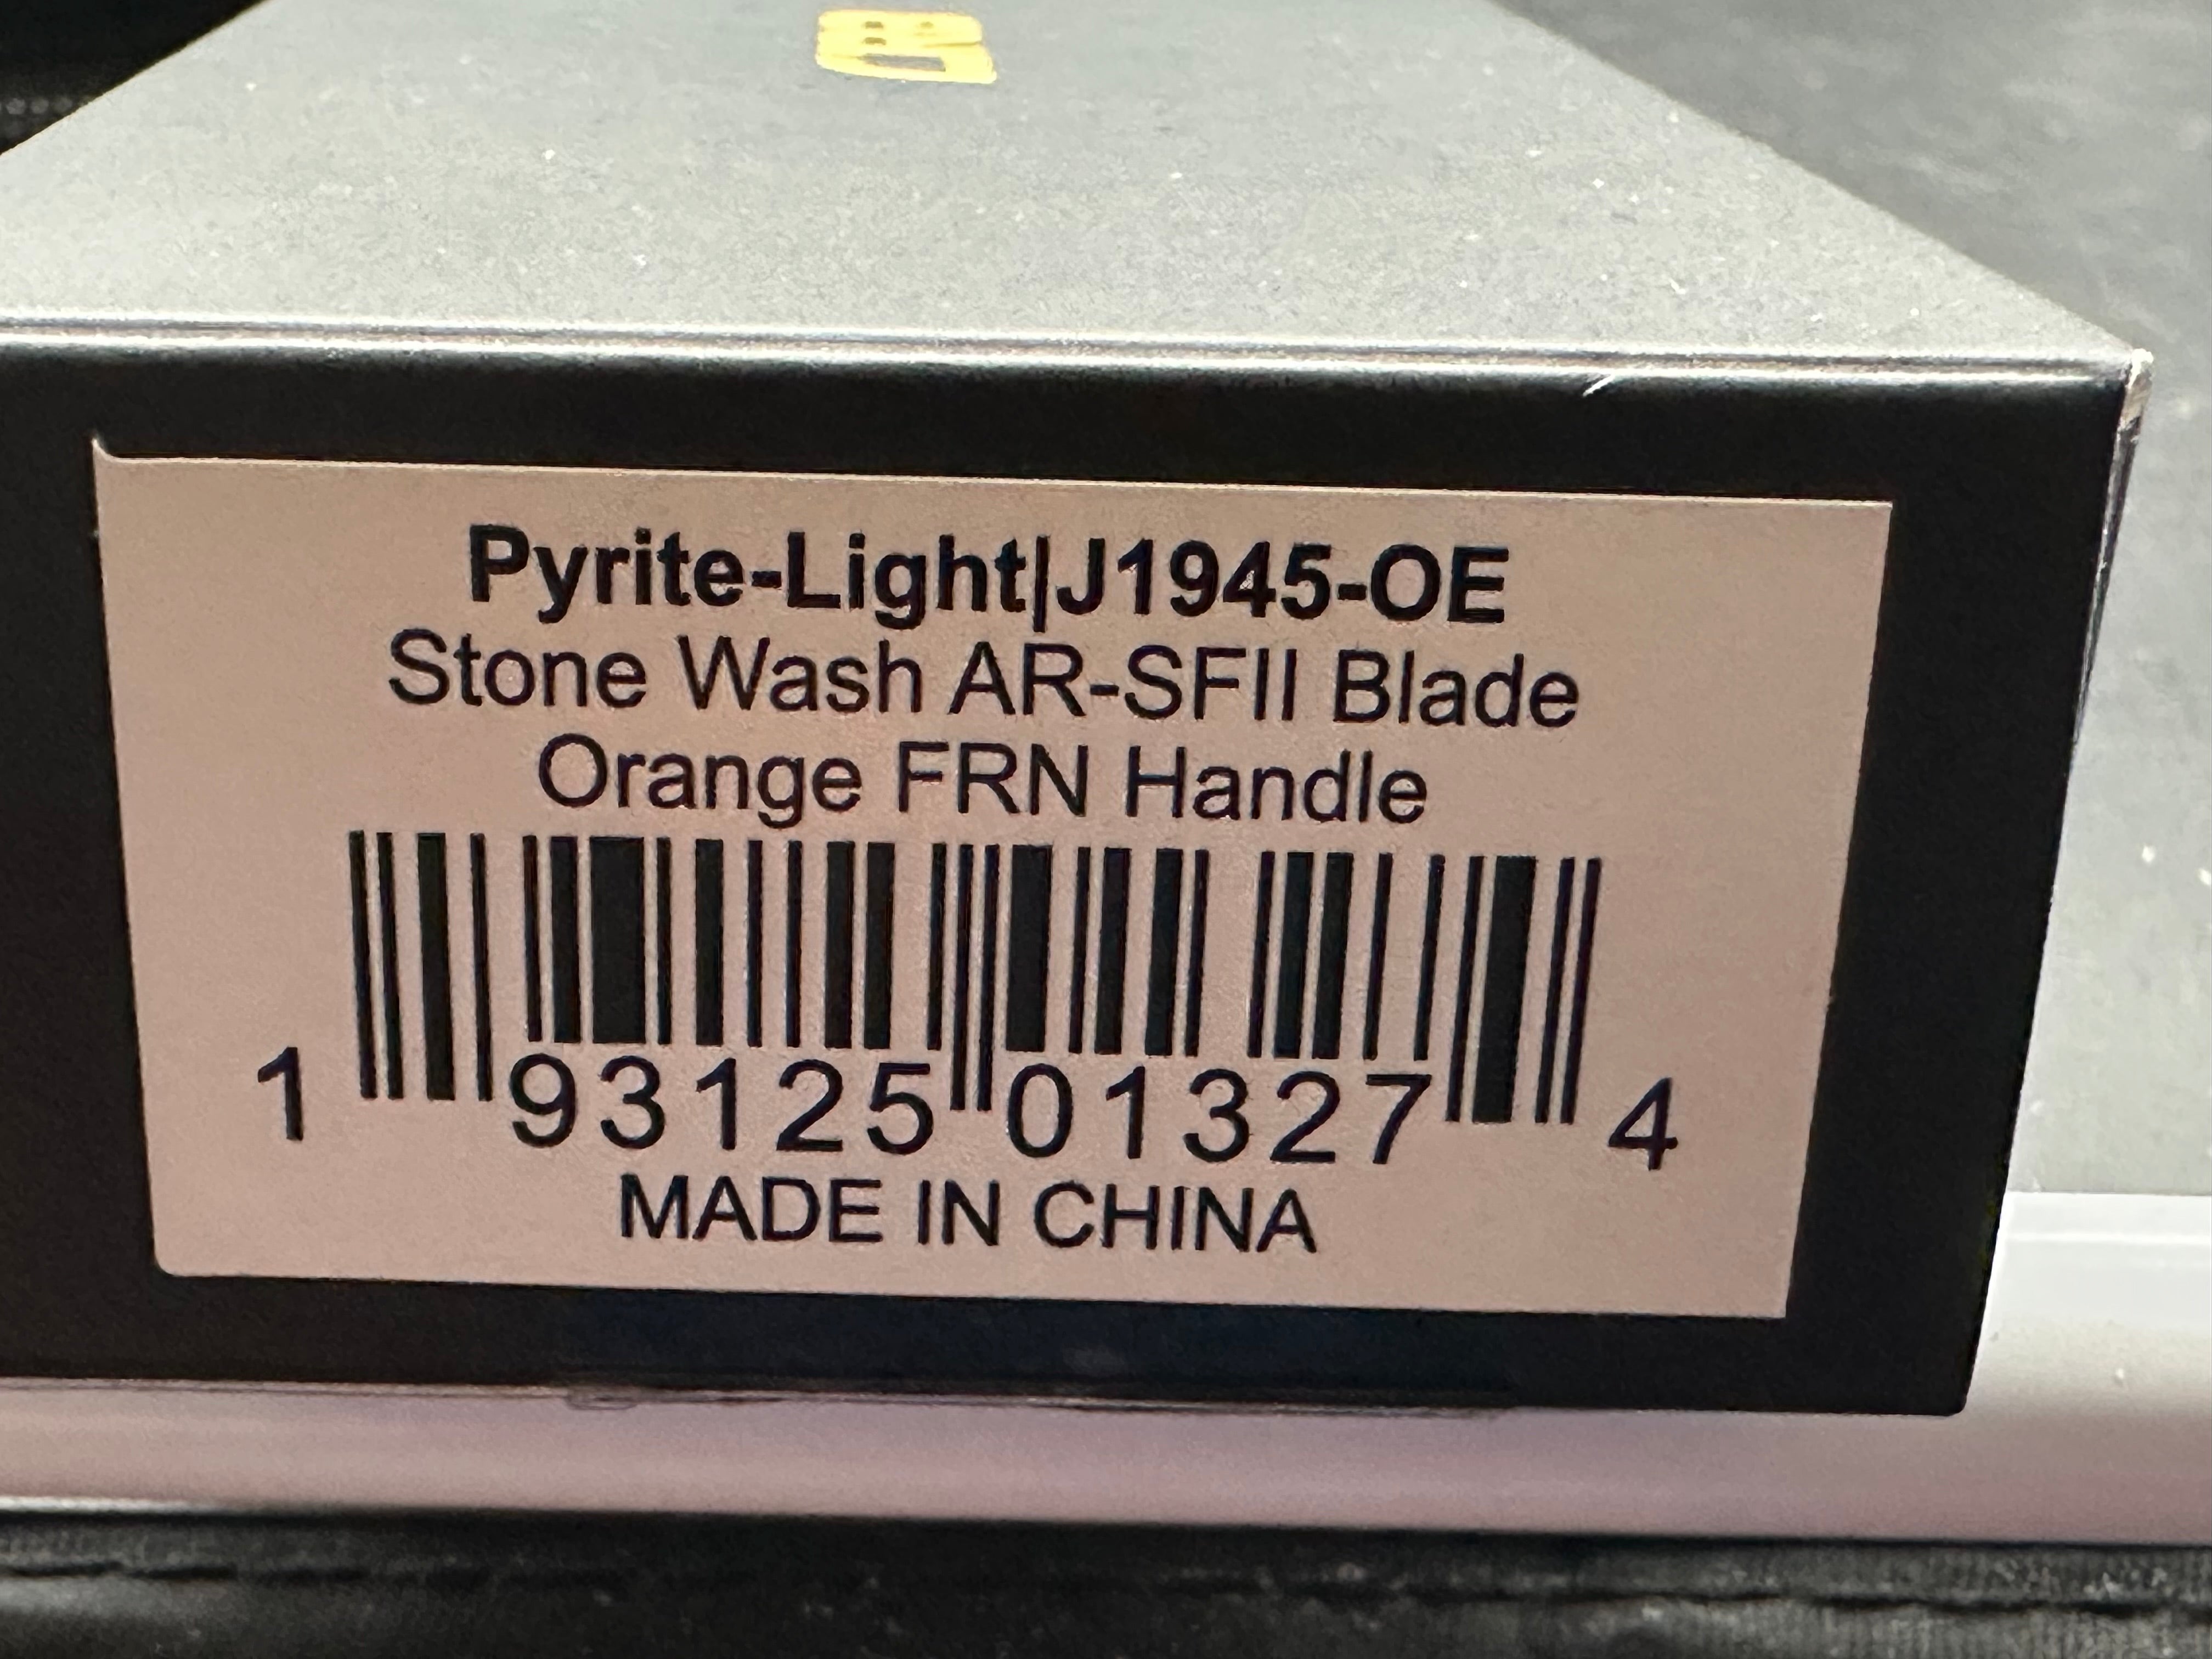 Pyrite-Light|J1945-OE
Stone Wash AR-SFII Blade
Orange FRN Handle
1 93125 01327 4
MADE IN CHINA